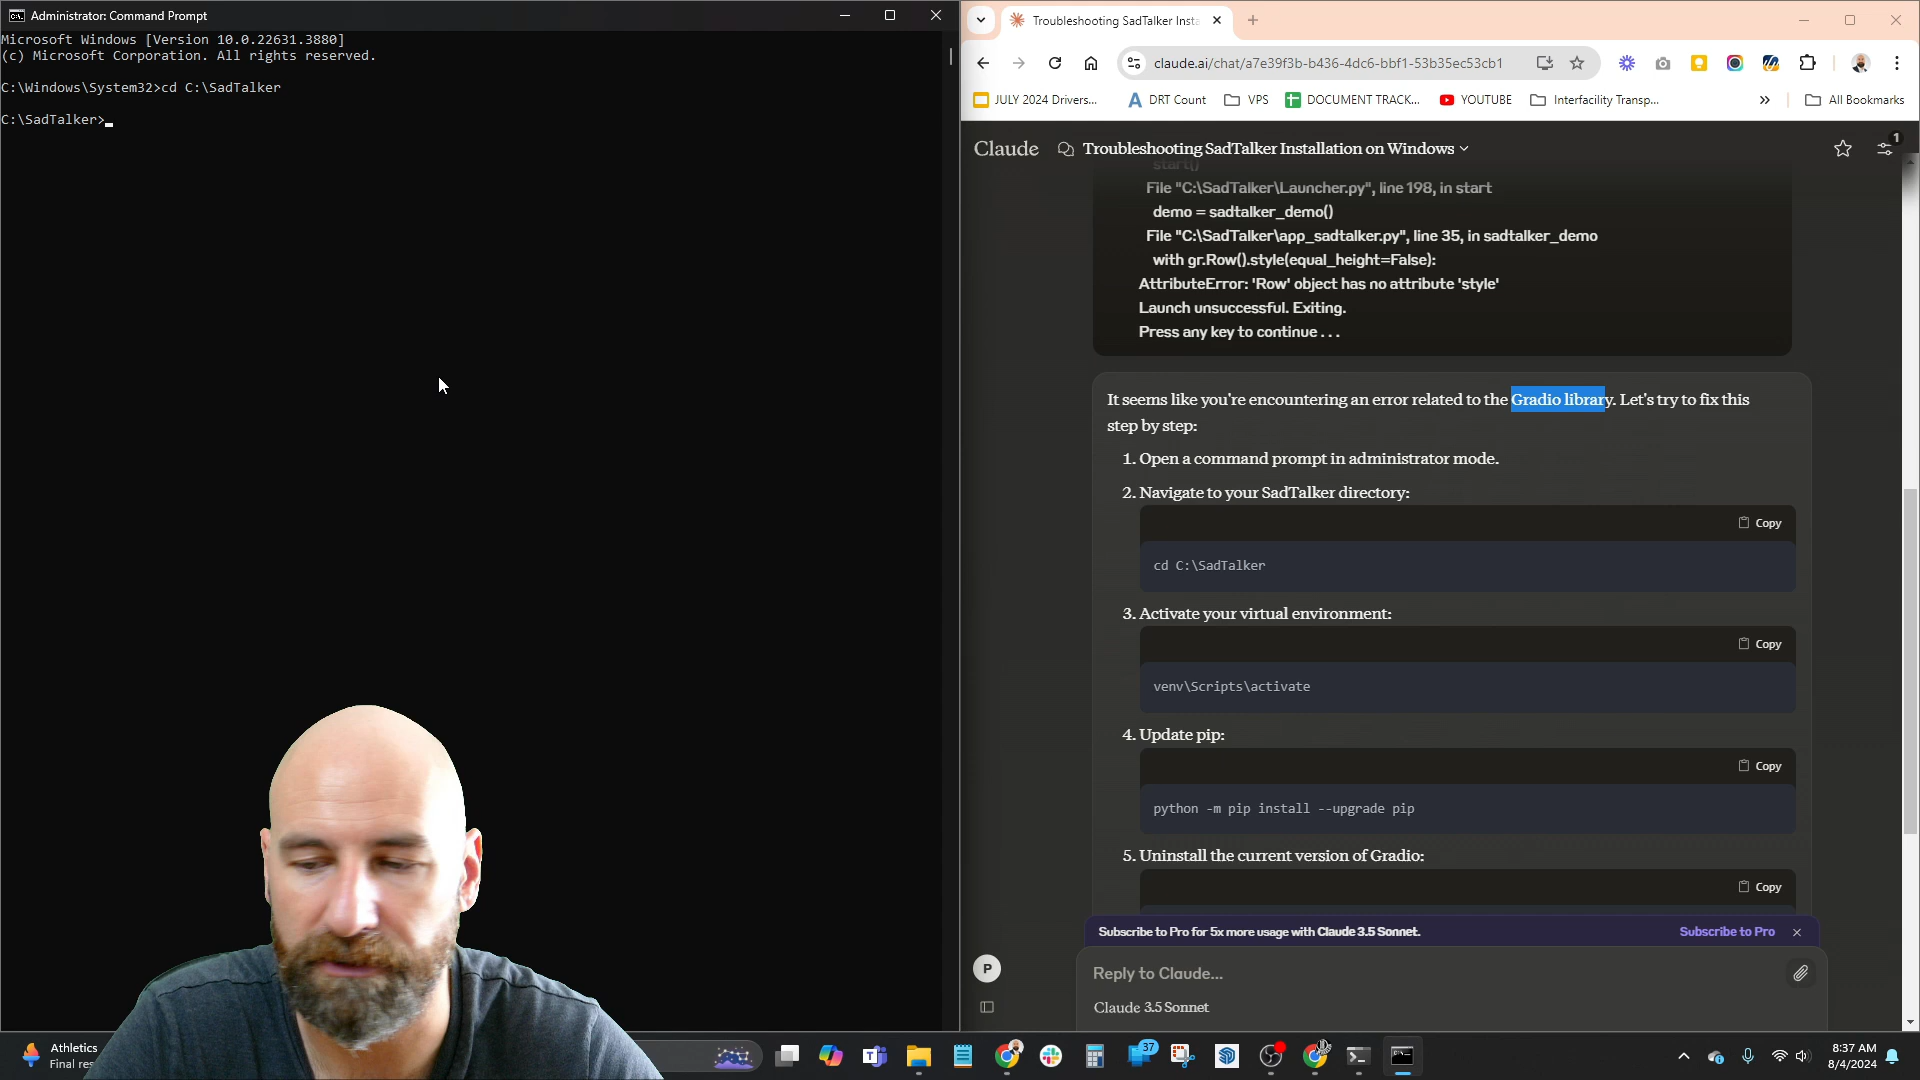 Administrator: Command Prompt
Microsoft Windows [Version 10.0.22631.3880]
(c) Microsoft Corporation. All rights reserved.
C:\Windows\System32>cd C:\SadTalker
C:\SadTalker>
Troubleshooting SadTalker Insta
claude.ai/chat/a7e39f3b-b436-4dc6-bbf1-53b35ec53cb1
JULY 2024 Drivers...
DRT Count
VPS
DOCUMENT TRACK...
YOUTUBE
Interfacility Transp...
All Bookmarks
Claude
Troubleshooting SadTalker Installation on Windows
1
start()
File "C:\SadTalker\Launcher.py", line 198, in start
demo = sadtalker_demo()
File "C:\SadTalker\app_sadtalker.py", line 35, in sadtalker_demo
with gr.Row().style(equal_height=False):
AttributeError: 'Row' object has no attribute 'style'
Launch unsuccessful. Exiting.
Press any key to continue . . .
It seems like you're encountering an error related to the Gradio library. Let's try to fix this
step by step:
1. Open a command prompt in administrator mode.
2. Navigate to your SadTalker directory:
Copy
cd C:\SadTalker
3. Activate your virtual environment:
Copy
venv\Scripts\activate
4. Update pip:
Copy
python -m pip install --upgrade pip
5. Uninstall the current version of Gradio:
Copy
Subscribe to Pro for 5x more usage with Claude 3.5 Sonnet.
Subscribe to Pro
P
Reply to Claude...
Claude 3.5 Sonnet
Athletics
Final res
37
8:37 AM
8/4/2024